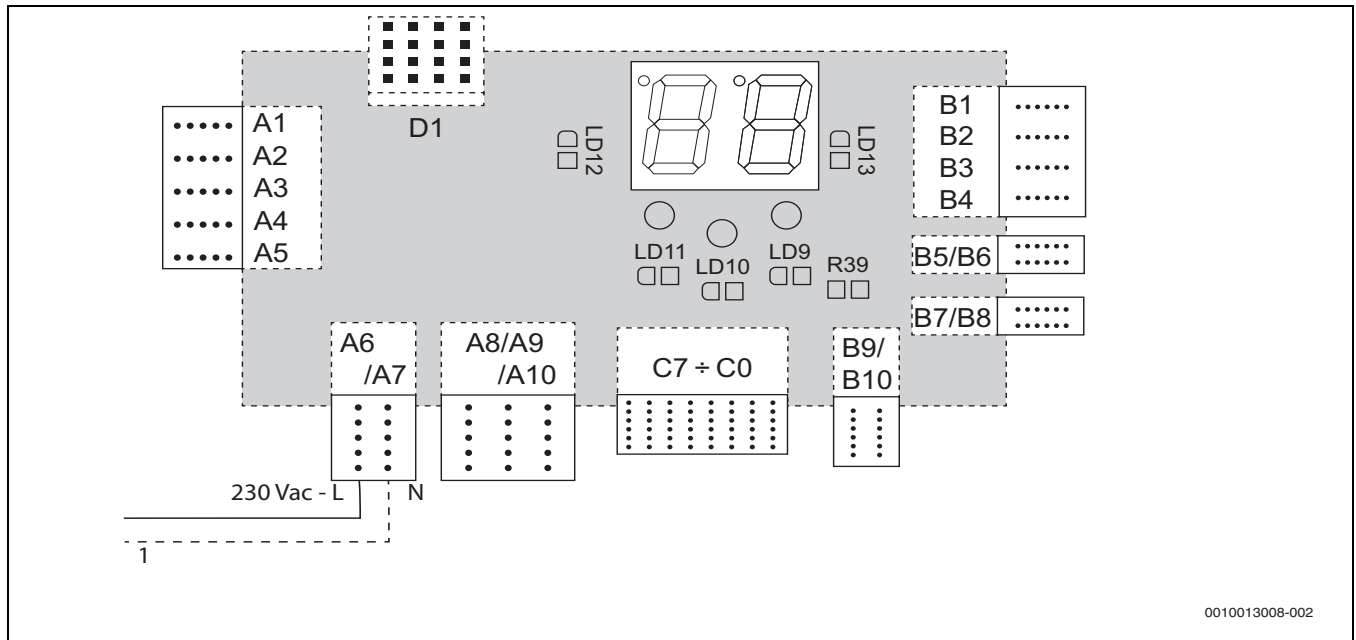 D1
A1
A2
A3
A4
A5
LD12
LD13
B1
B2
B3
B4
LD11
LD10
LD9
R39
B5/B6
B7/B8
A6
/A7
A8/A9
/A10
C7 ÷ C0
B9/
B10
230 Vac - L
N
1
0010013008-002